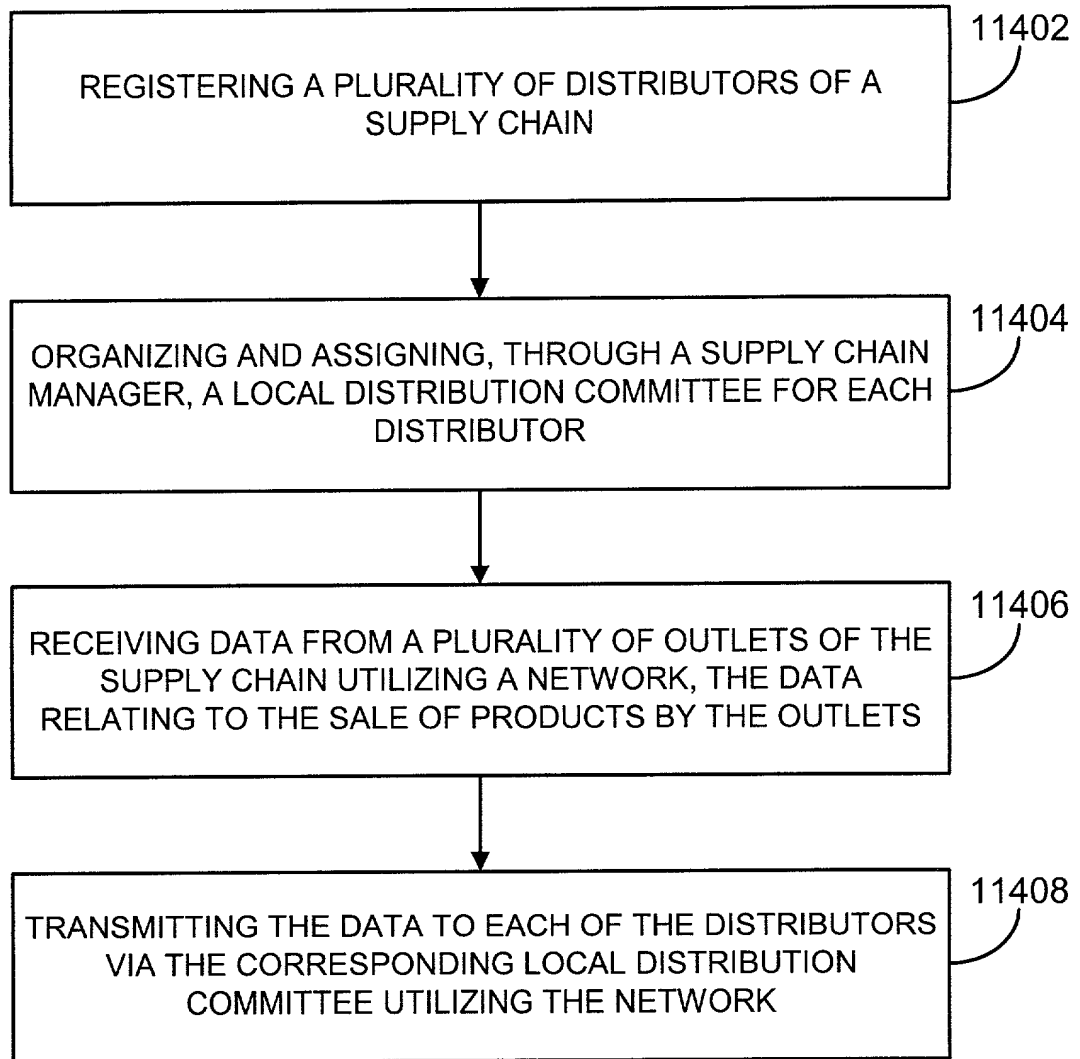 11402
REGISTERING A PLURALITY OF DISTRIBUTORS OF A
SUPPLY CHAIN
11404
ORGANIZING AND ASSIGNING, THROUGH A SUPPLY CHAIN
MANAGER, A LOCAL DISTRIBUTION COMMITTEE FOR EACH
DISTRIBUTOR
11406
RECEIVING DATA FROM A PLURALITY OF OUTLETS OF THE
SUPPLY CHAIN UTILIZING A NETWORK, THE DATA
RELATING TO THE SALE OF PRODUCTS BY THE OUTLETS
11408
TRANSMITTING THE DATA TO EACH OF THE DISTRIBUTORS
VIA THE CORRESPONDING LOCAL DISTRIBUTION
COMMITTEE UTILIZING THE NETWORK